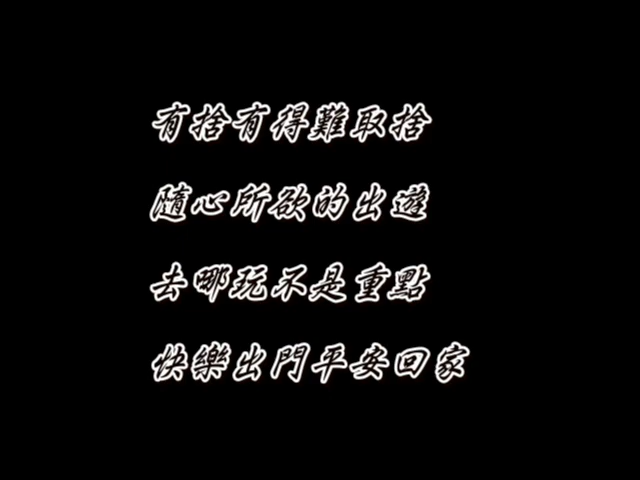 有捨有得難取捨
隨心所欲的出遊
去哪玩不是重點
快樂出門平安回家